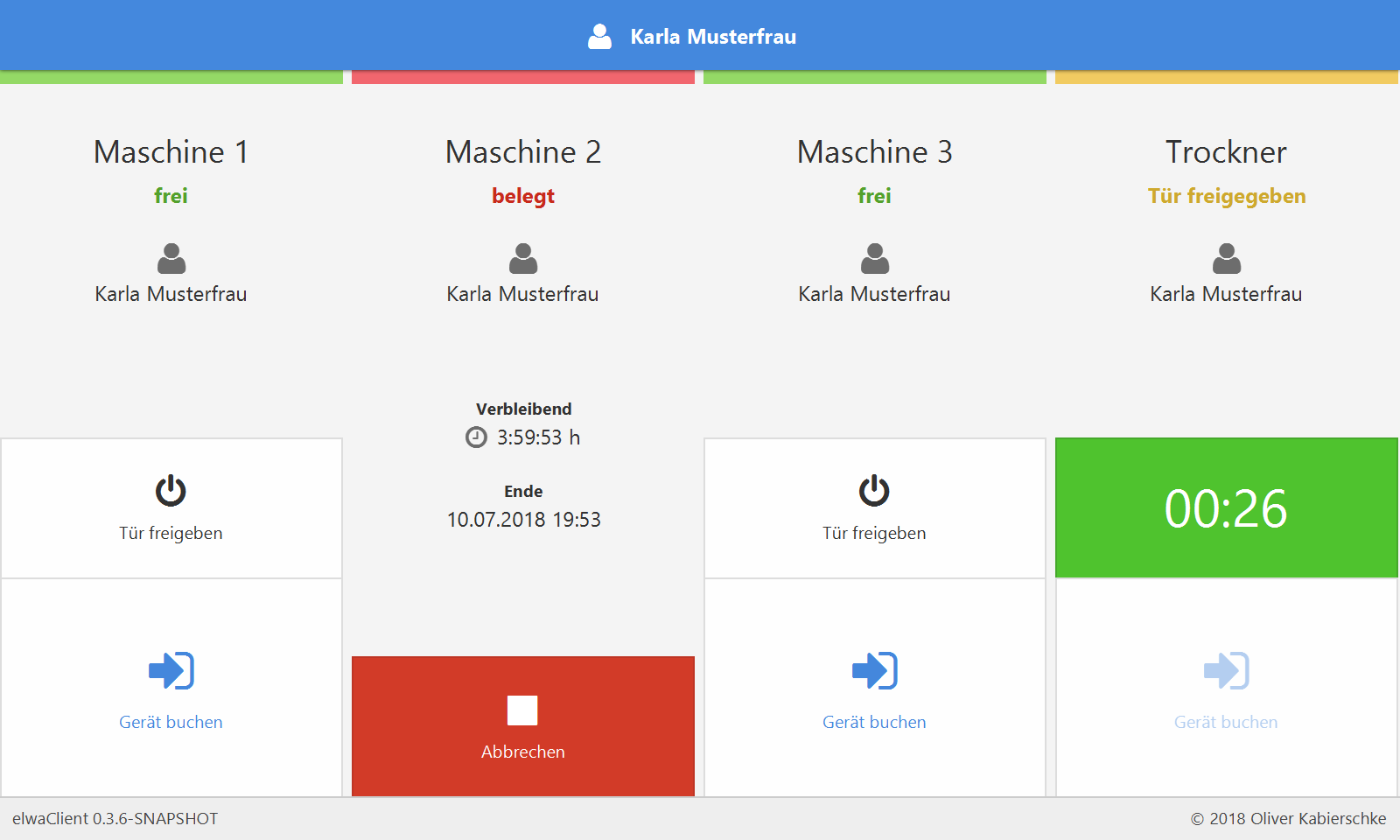 Karla Musterfrau
Maschine 1
frei
Karla Musterfrau
Tür freigeben
Gerät buchen
Maschine 2
belegt
Karla Musterfrau
Verbleibend
3:59:53 h
Ende
10.07.2018 19:53
Abbrechen
Maschine 3
frei
Karla Musterfrau
Tür freigeben
Gerät buchen
Trockner
Tür freigegeben
Karla Musterfrau
00:26
Gerät buchen
elwaClient 0.3.6-SNAPSHOT
© 2018 Oliver Kabierschke